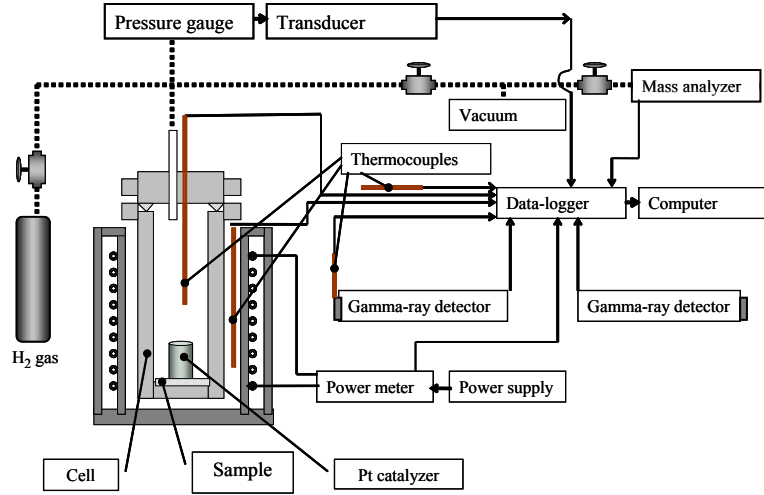 Pressure gauge
Transducer
Mass analyzer
Vacuum
Thermocouples
Data-logger
Computer
Gamma-ray detector
Gamma-ray detector
H2 gas
Power meter
Power supply
Cell
Sample
Pt catalyzer